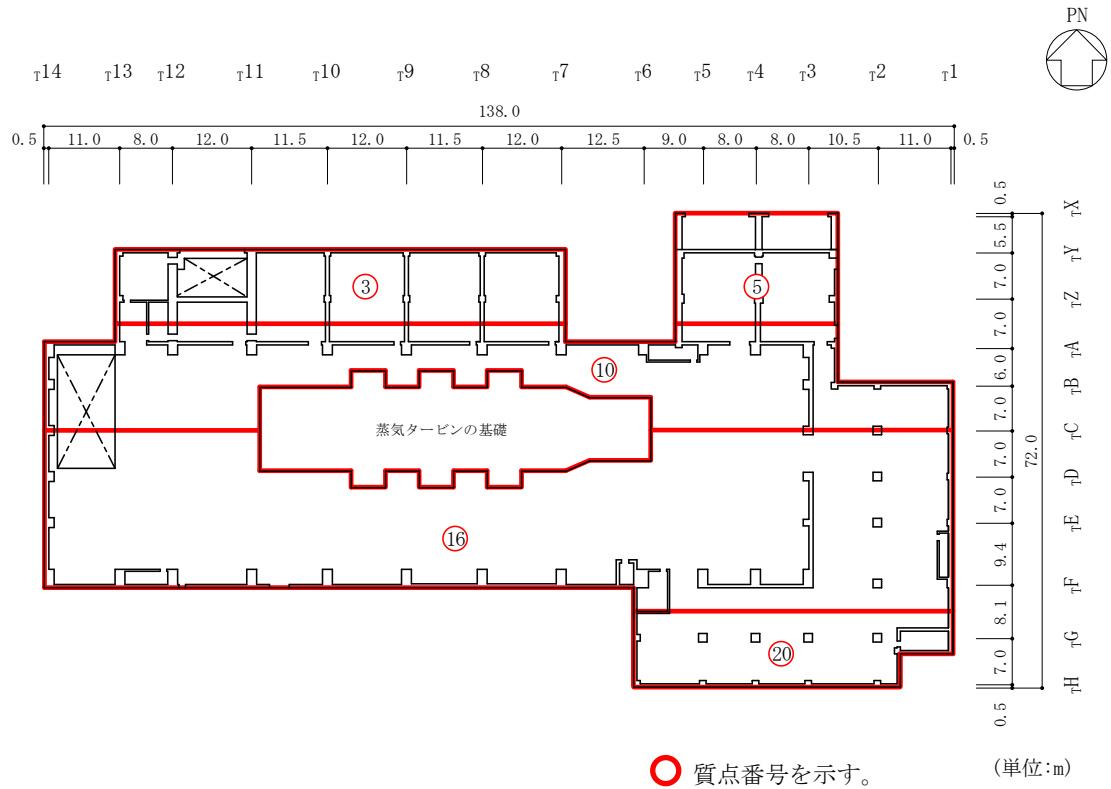 PN
T14 T13 T12 T11 T10 T9 T8 T7 T6 T5 T4 T3 T2 T1
138.0
0.5 11.0 8.0 12.0 11.5 12.0 11.5 12.0 12.5 9.0 8.0 8.0 10.5 11.0 0.5
0.5 TX
5.5 TY
7.0 TZ
7.0 TA
6.0 TB
7.0 TC
7.0 TD
7.0 TE
9.4 TF
8.1 TG
7.0 TH
0.5
72.0
③
⑤
⑩
蒸気タービンの基礎
⑯
⑳
質点番号を示す。
(単位:m)